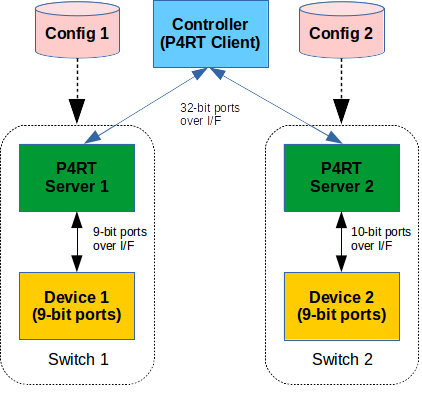 Config 1
Controller
(P4RT Client)
Config 2
32-bit ports
over I/F
P4RT
Server 1
P4RT
Server 2
9-bit ports
over I/F
10-bit ports
over I/F
Device 1
(9-bit ports)
Device 2
(9-bit ports)
Switch 1
Switch 2